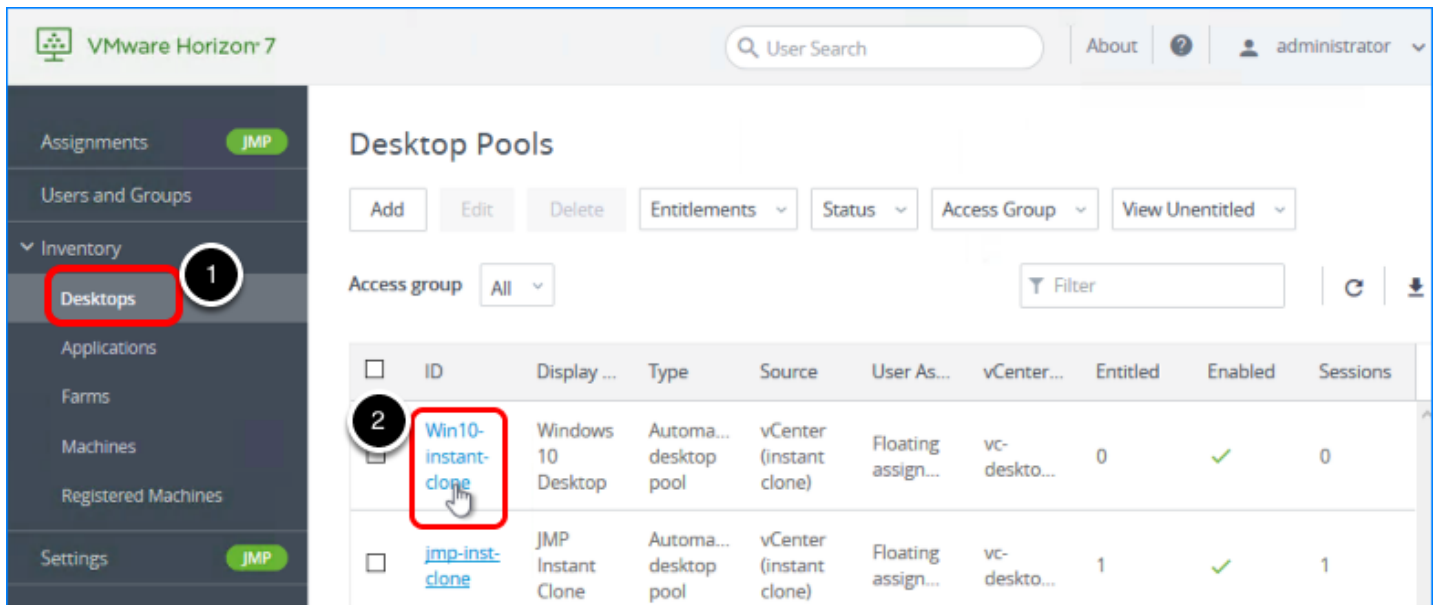 VMware Horizon® 7
User Search
About
?
administrator
Assignments
JMP
Users and Groups
Inventory
Desktops
1
Applications
Farms
Machines
Registered Machines
Settings
JMP
Desktop Pools
Add
Edit
Delete
Entitlements
Status
Access Group
View Unentitled
Access group
All
Filter
ID
Display ...
Type
Source
User As...
vCenter...
Entitled
Enabled
Sessions
2
Win10-
instant-
clone
Windows
10
Desktop
Automa...
desktop
pool
vCenter
(instant
clone)
Floating
assign...
vc-
deskto...
0
0
jmp-inst-
clone
JMP
Instant
Clone
Automa...
desktop
pool
vCenter
(instant
clone)
Floating
assign...
vc-
deskto...
1
1